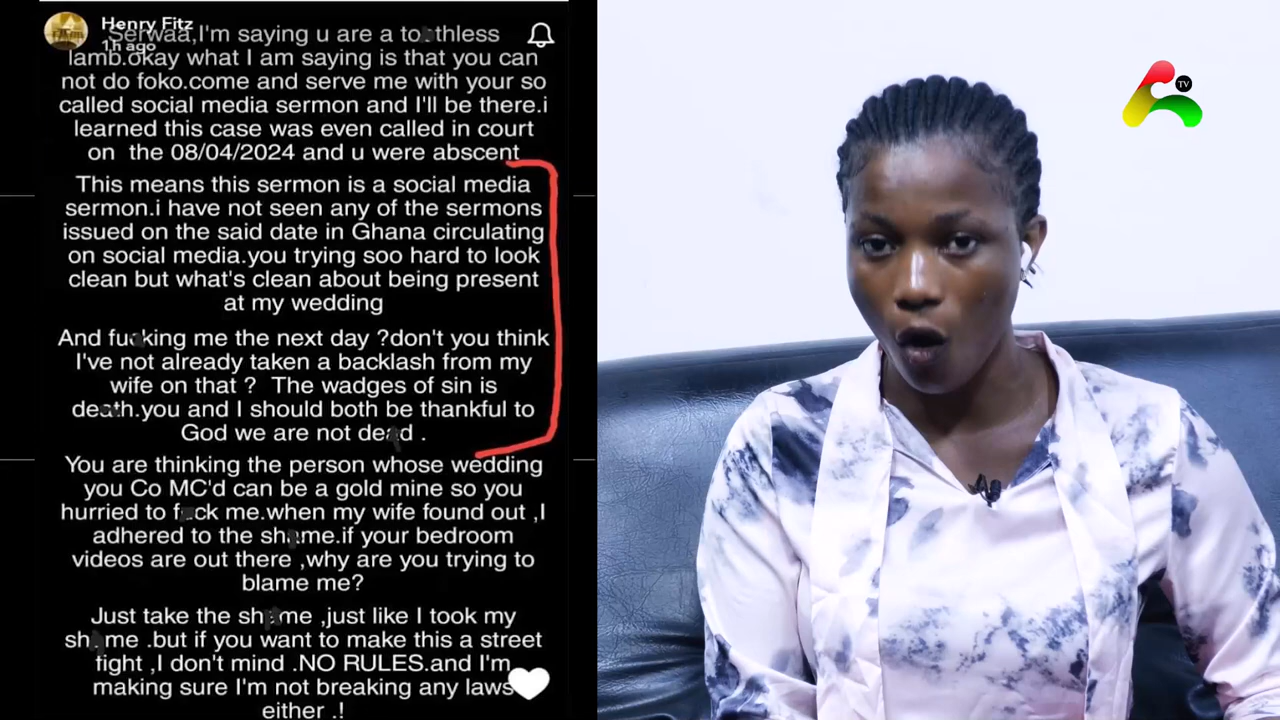 Henry Fitz
1h ago
Serwaa,I'm saying u are a to thless
lamb.okay what I am saying is that you can
not do foko.come and serve me with your so
called social media sermon and I'll be there.i
learned this case was even called in court
on the 08/04/2024 and u were abscent
This means this sermon is a social media
sermon.i have not seen any of the sermons
issued on the said date in Ghana circulating
on social media.you trying soo hard to look
clean but what's clean about being present
at my wedding
And fucking me the next day ?don't you think
I've not already taken a backlash from my
wife on that ? The wadges of sin is
death.you and I should both be thankful to
God we are not dead .
You are thinking the person whose wedding
you Co MC'd can be a gold mine so you
hurried to fuck me.when my wife found out ,I
adhered to the shame.if your bedroom
videos are out there ,why are you trying to
blame me?
Just take the shame ,just like I took my
shame .but if you want to make this a street
fight ,I don't mind .NO RULES.and I'm
making sure I'm not breaking any laws
either .!
TV